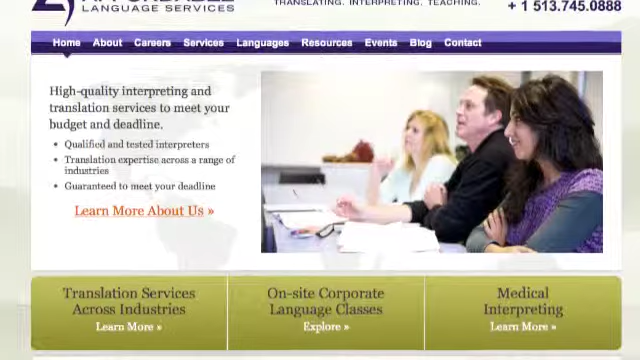 LANGUAGE SERVICES
TRANSLATING. INTERPRETING. TEACHING.
+ 1 513.745.0888
Home About Careers Services Languages Resources Events Blog Contact
High-quality interpreting and
translation services to meet your
budget and deadline.
• Qualified and tested interpreters
• Translation expertise across a range of
industries
• Guaranteed to meet your deadline
Learn More About Us »
Translation Services
Across Industries
Learn More »
On-site Corporate
Language Classes
Explore »
Medical
Interpreting
Learn More »